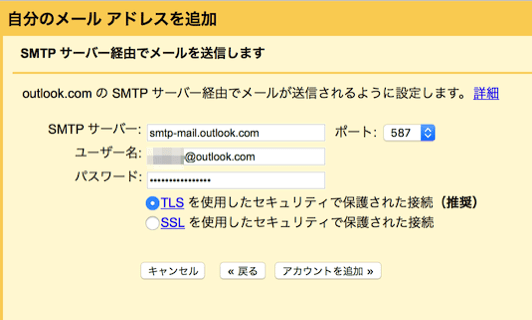 自分のメール アドレスを追加
SMTP サーバー経由でメールを送信します
outlook.com の SMTP サーバー経由でメールが送信されるように設定します。 詳細
SMTP サーバー: smtp-mail.outlook.com ポート: 587
ユーザー名: @outlook.com
パスワード: ••••••••••••••••
TLS を使用したセキュリティで保護された接続（推奨）
SSL を使用したセキュリティで保護された接続
キャンセル « 戻る アカウントを追加 »